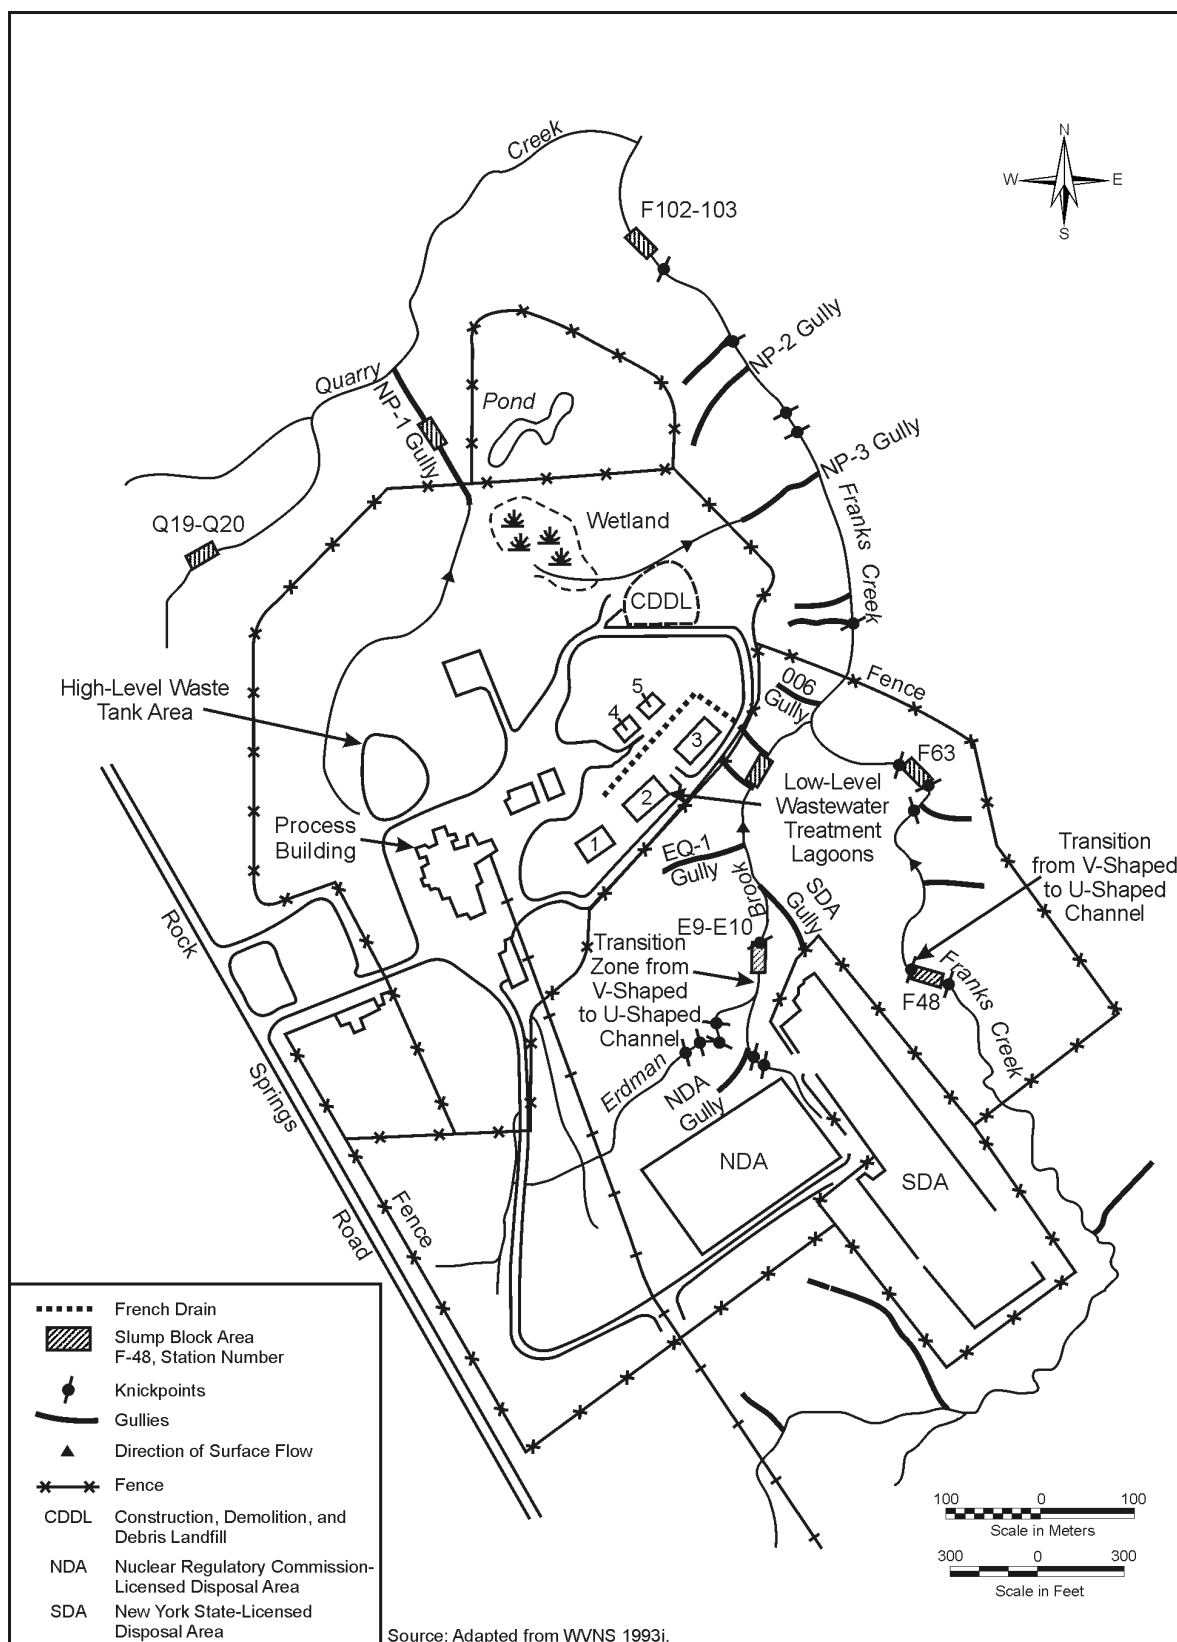 Creek
N
W E
S
F102-103
NP-2 Gully
Quarry
NP-1 Gully
Pond
NP-3 Gully
Q19-Q20
Wetland
Franks Creek
CDDL
High-Level Waste
Tank Area
006
Gully
Fence
5
4
3
2
1
F63
Low-Level
Wastewater
Treatment
Lagoons
Process
Building
Transition
from V-Shaped
to U-Shaped
Channel
EQ-1
Gully
Brook
SDA
Gully
Rock
E9-E10
Transition
Zone from
V-Shaped
to U-Shaped
Channel
F48
Franks
Creek
Springs
Erdman
NDA
Gully
NDA
SDA
Fence
Road
French Drain
Slump Block Area
F-48, Station Number
Knickpoints
Gullies
Direction of Surface Flow
Fence
CDDL Construction, Demolition, and
Debris Landfill
NDA Nuclear Regulatory Commission-
Licensed Disposal Area
SDA New York State-Licensed
Disposal Area
100 0 100
Scale in Meters
300 0 300
Scale in Feet
Source: Adapted from WVNS 1993i.